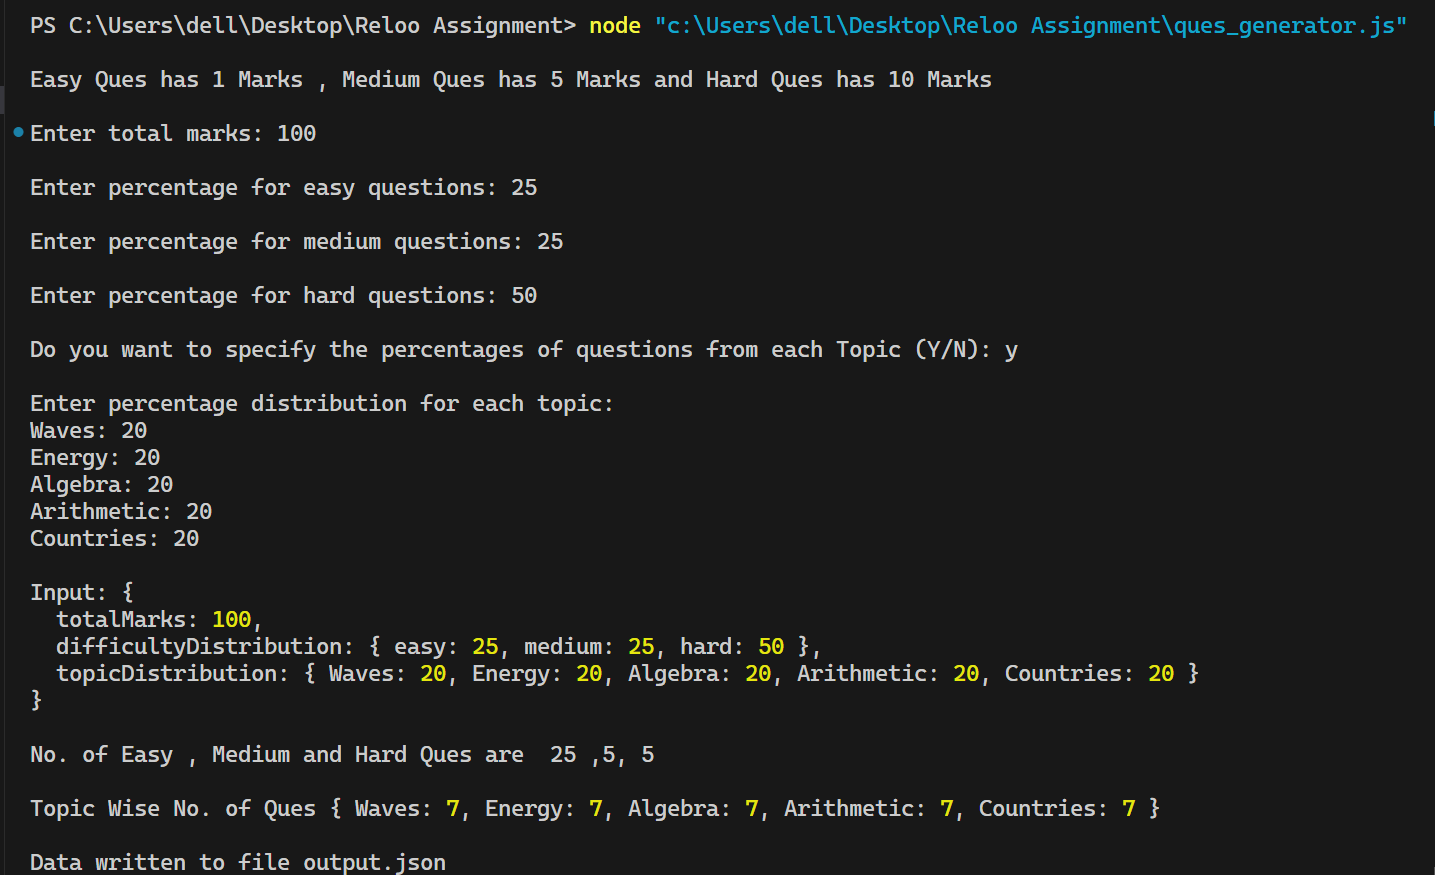 PS C:\Users\dell\Desktop\Reloo Assignment> node "c:\Users\dell\Desktop\Reloo Assignment\ques_generator.js"
Easy Ques has 1 Marks , Medium Ques has 5 Marks and Hard Ques has 10 Marks
Enter total marks: 100
Enter percentage for easy questions: 25
Enter percentage for medium questions: 25
Enter percentage for hard questions: 50
Do you want to specify the percentages of questions from each Topic (Y/N): y
Enter percentage distribution for each topic:
Waves: 20
Energy: 20
Algebra: 20
Arithmetic: 20
Countries: 20
Input: {
  totalMarks: 100,
  difficultyDistribution: { easy: 25, medium: 25, hard: 50 },
  topicDistribution: { Waves: 20, Energy: 20, Algebra: 20, Arithmetic: 20, Countries: 20 }
}
No. of Easy , Medium and Hard Ques are  25 ,5, 5
Topic Wise No. of Ques { Waves: 7, Energy: 7, Algebra: 7, Arithmetic: 7, Countries: 7 }
Data written to file output.json